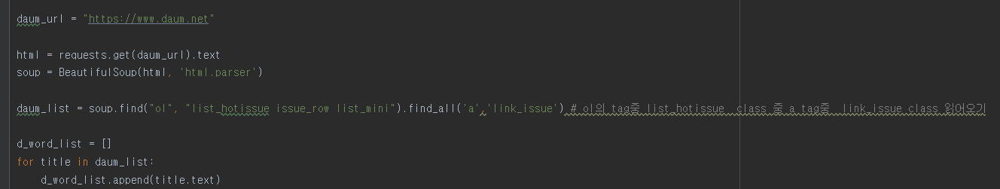 daum_url = "https://www.daum.net"
html = requests.get(daum_url).text
soup = BeautifulSoup(html, 'html.parser')
daum_list = soup.find("ol", "list_hotissue issue_row list_mini").find_all('a','link_issue') # ol의 tag중 list_hotissue  class 중 a tag중  link_issue class 읽어오기
d_word_list = []
for title in daum_list:
    d_word_list.append(title.text)